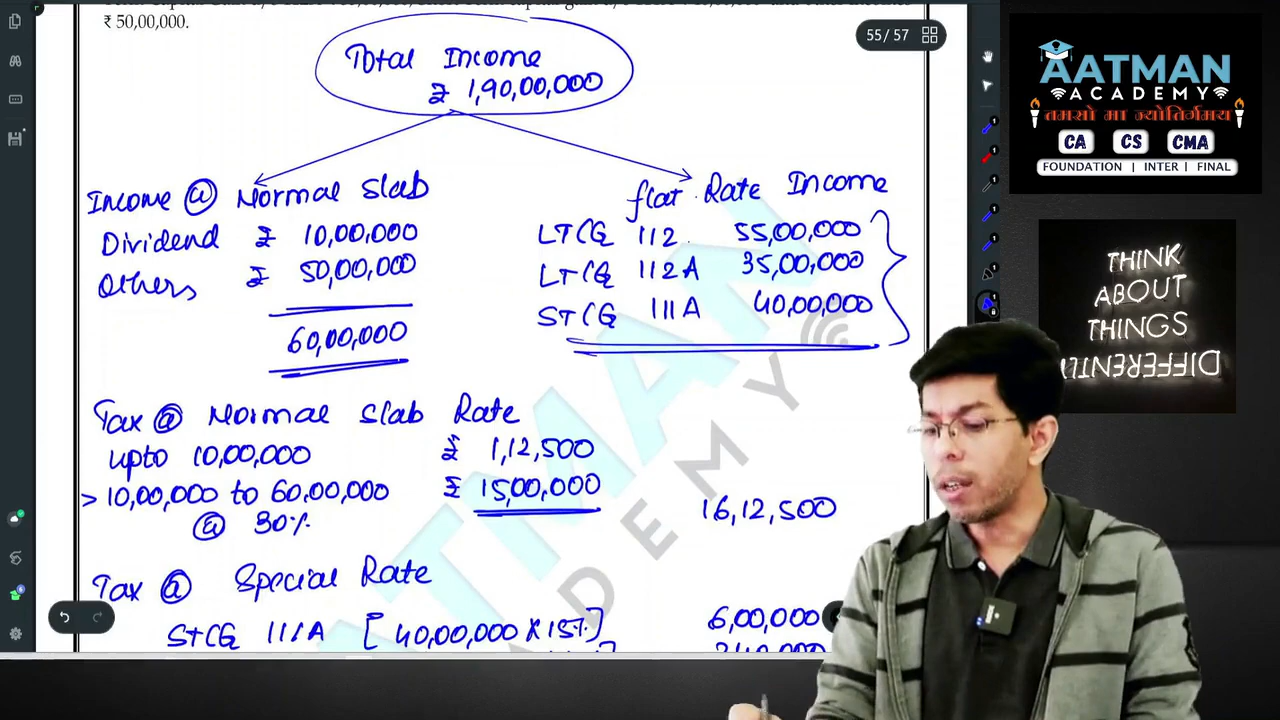 ₹ 50,00,000.
55 / 57
Total Income
₹ 1,90,00,000
Income @ Normal Slab
Dividend ₹ 10,00,000
Others ₹ 50,00,000
60,00,000
flat Rate Income
LTCG 112 55,00,000
LTCG 112A 35,00,000
STCG 111A 40,00,000
Tax @ Normal Slab Rate
upto 10,00,000 ₹ 1,12,500
> 10,00,000 to 60,00,000 ₹ 15,00,000
@ 30% 16,12,500
Tax @ Special Rate
STCG 111A [40,00,000 × 15%] 6,00,000
ATMAN
ADEMY
AATMAN
ACADEMY
तमसो मा ज्योतिर्गमय
CA CS CMA
FOUNDATION | INTER | FINAL
THINK
ABOUT
THINGS
DIFFERENTLY